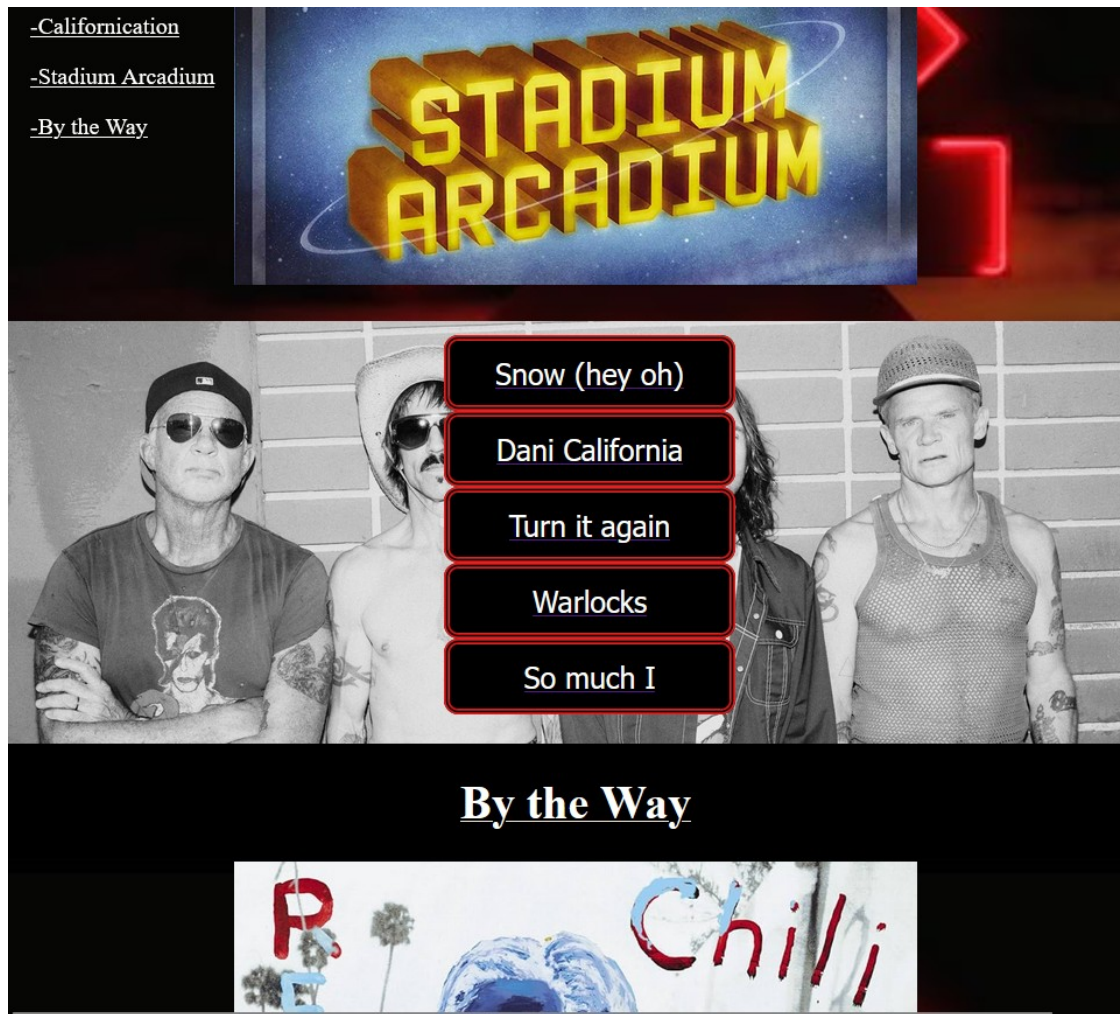 -Californication
-Stadium Arcadium
-By the Way
STADIUM
ARCADIUM
Snow (hey oh)
Dani California
Turn it again
Warlocks
So much I
By the Way
RE Chili